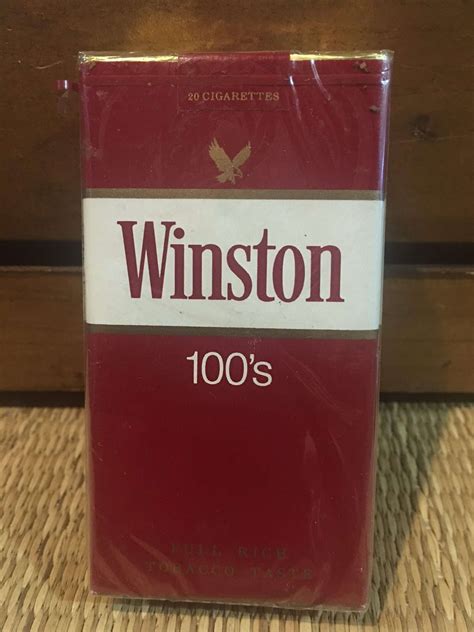 20 CIGARETTES
Winston
100's
FULL RICH
TOBACCO TASTE